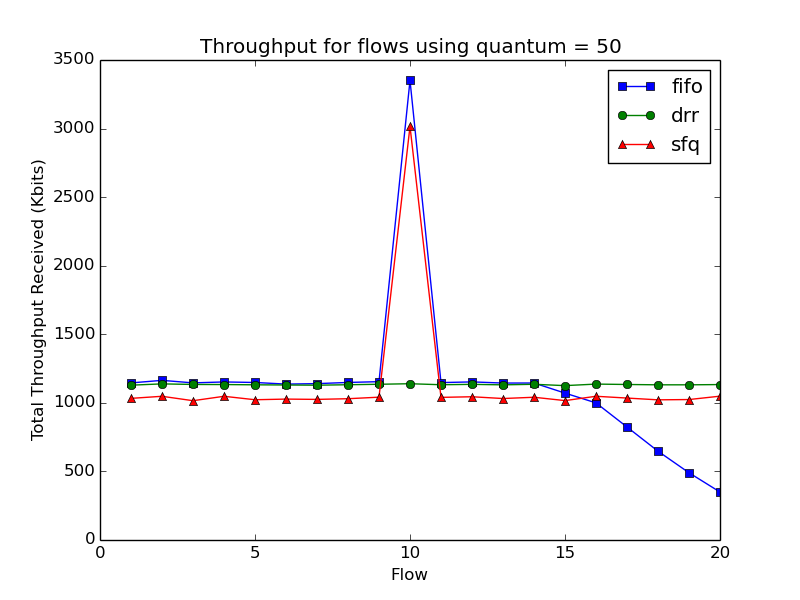 Throughput for flows using quantum = 50
3500
3000
2500
2000
1500
1000
500
0
Total Throughput Received (Kbits)
fifo
drr
sfq
0 5 10 15 20
Flow